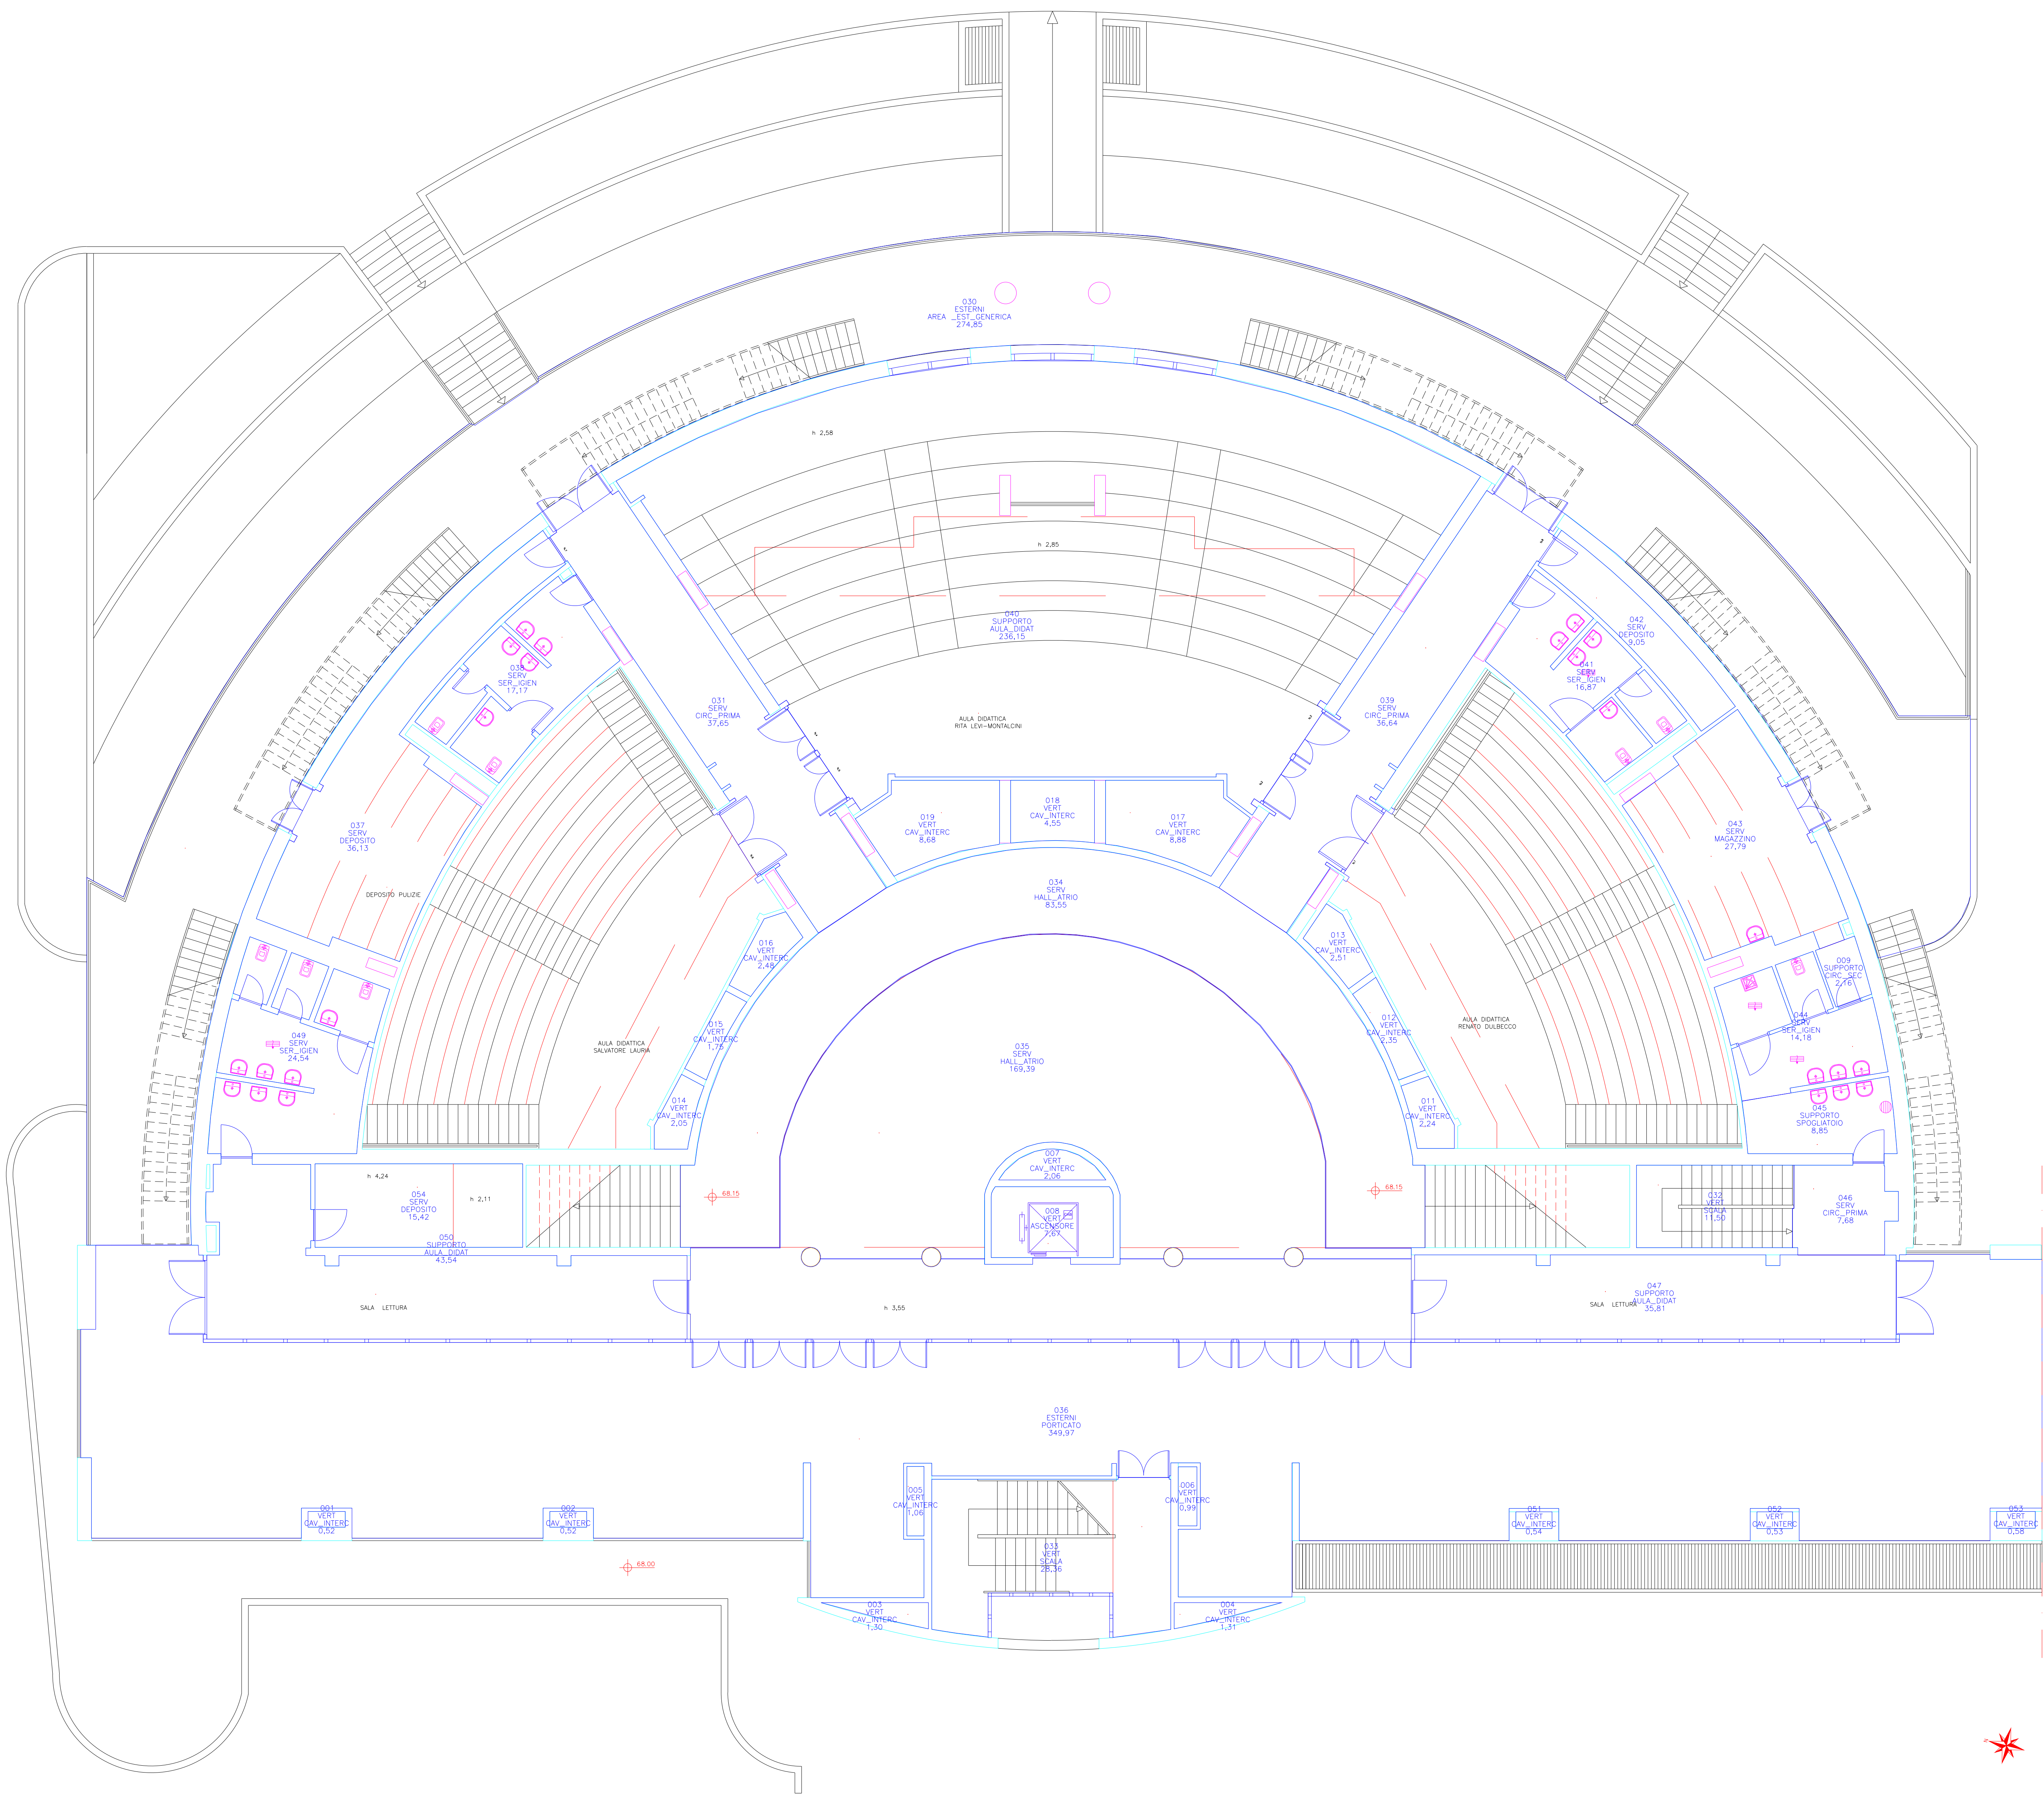 030
ESTERNI
AREA _EST_GENERICA
274,85
h 2,58
h 2,85
040
SUPPORTO
AULA_DIDAT
236,15
042
SERV
DEPOSITO
9,05
038
SERV
SER_IGIEN
17,17
041
SERV
SER_IGIEN
16,87
031
SERV
CIRC_PRIMA
37,65
AULA DIDATTICA
RITA LEVI-MONTALCINI
039
SERV
CIRC_PRIMA
36,64
037
SERV
DEPOSITO
36,13
019
VERT
CAV_INTERC
8,68
018
VERT
CAV_INTERC
4,55
017
VERT
CAV_INTERC
8,88
043
SERV
MAGAZZINO
27,79
DEPOSITO PULIZIE
034
SERV
HALL_ATRIO
83,55
016
VERT
CAV_INTERC
2,48
013
VERT
CAV_INTERC
2,51
009
SUPPORTO
CIRC_SEC
2,16
049
SERV
SER_IGIEN
24,54
AULA DIDATTICA
SALVATORE LAURIA
015
VERT
CAV_INTERC
1,75
035
SERV
HALL_ATRIO
169,39
012
VERT
CAV_INTERC
2,35
AULA DIDATTICA
RENATO DULBECCO
044
SERV
SER_IGIEN
14,18
014
VERT
CAV_INTERC
2,05
011
VERT
CAV_INTERC
2,24
045
SUPPORTO
SPOGLIATOIO
8,85
h 4,24
054
SERV
DEPOSITO
15,42
h 2,11
68.15
007
VERT
CAV_INTERC
2,06
008
VERT
ASCENSORE
7,67
68.15
032
VERT
SCALA
11,50
046
SERV
CIRC_PRIMA
7,68
050
SUPPORTO
AULA_DIDAT
43,54
SALA LETTURA
h 3,55
SALA LETTURA
047
SUPPORTO
AULA_DIDAT
35,81
036
ESTERNI
PORTICATO
349,97
001
VERT
CAV_INTERC
0,52
002
VERT
CAV_INTERC
0,52
005
VERT
CAV_INTERC
1,06
006
VERT
CAV_INTERC
0,99
051
VERT
CAV_INTERC
0,54
052
VERT
CAV_INTERC
0,53
053
VERT
CAV_INTERC
0,58
033
VERT
SCALA
28,36
68.00
003
VERT
CAV_INTERC
1,30
004
VERT
CAV_INTERC
1,31
N